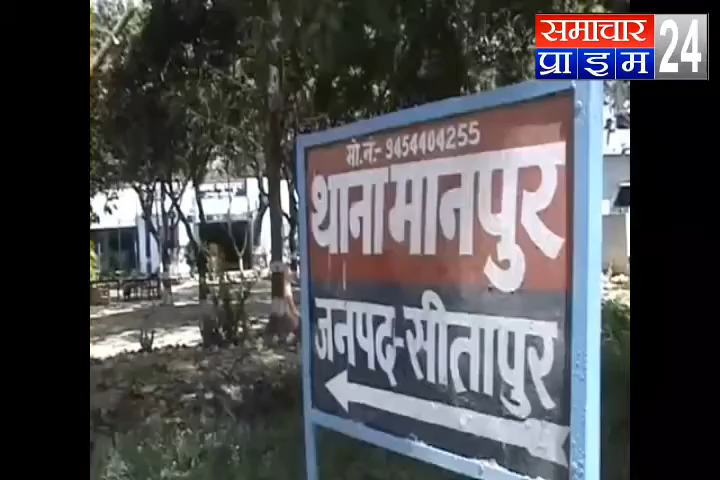 समाचार
प्राइम 24
मो.नं.- 9454404255
थाना मानपुर
जनपद-सीतापुर